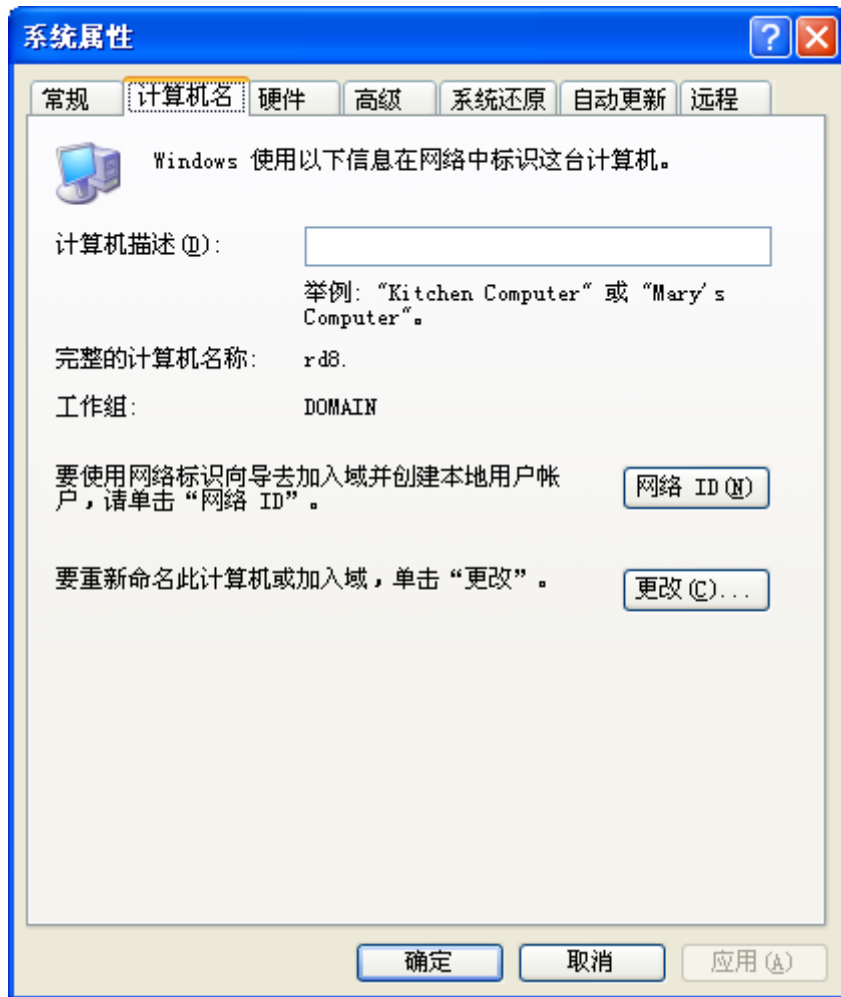 系统属性
常规 计算机名 硬件 高级 系统还原 自动更新 远程
Windows 使用以下信息在网络中标识这台计算机。
计算机描述(D):
举例: "Kitchen Computer" 或 "Mary's
Computer"。
完整的计算机名称: rd8.
工作组: DOMAIN
要使用网络标识向导去加入域并创建本地用户帐
户，请单击“网络 ID”。
网络 ID(N)
要重新命名此计算机或加入域，单击“更改”。
更改(C)...
确定 取消 应用(A)